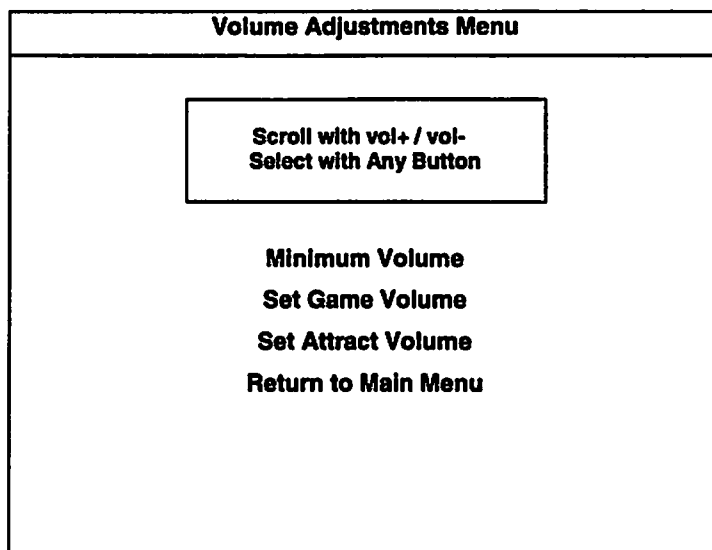 Volume Adjustments Menu
Scroll with vol+ / vol-
Select with Any Button
Minimum Volume
Set Game Volume
Set Attract Volume
Return to Main Menu